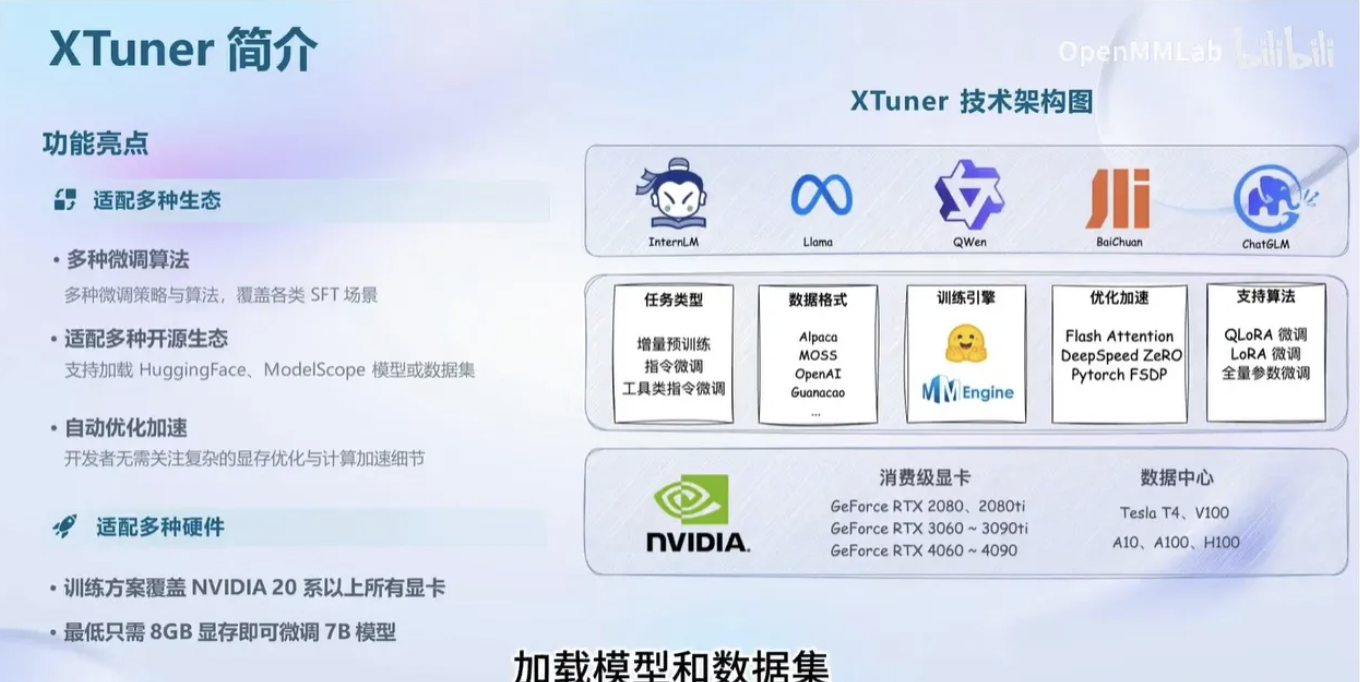 XTuner 简介
OpenMMLab bilibili
功能亮点
适配多种生态
• 多种微调算法
多种微调策略与算法，覆盖各类 SFT 场景
• 适配多种开源生态
支持加载 HuggingFace、ModelScope 模型或数据集
• 自动优化加速
开发者无需关注复杂的显存优化与计算加速细节
适配多种硬件
• 训练方案覆盖 NVIDIA 20 系以上所有显卡
• 最低只需 8GB 显存即可微调 7B 模型
XTuner 技术架构图
InternLM
Llama
QWen
BaiChuan
ChatGLM
任务类型
增量预训练
指令微调
工具类指令微调
数据格式
Alpaca
MOSS
OpenAI
Guanacao
...
训练引擎
MMEngine
优化加速
Flash Attention
DeepSpeed ZeRO
Pytorch FSDP
支持算法
QLoRA 微调
LoRA 微调
全量参数微调
NVIDIA.
消费级显卡
GeForce RTX 2080、2080ti
GeForce RTX 3060 ~ 3090ti
GeForce RTX 4060 ~ 4090
数据中心
Tesla T4、V100
A10、A100、H100
加载模型和数据集